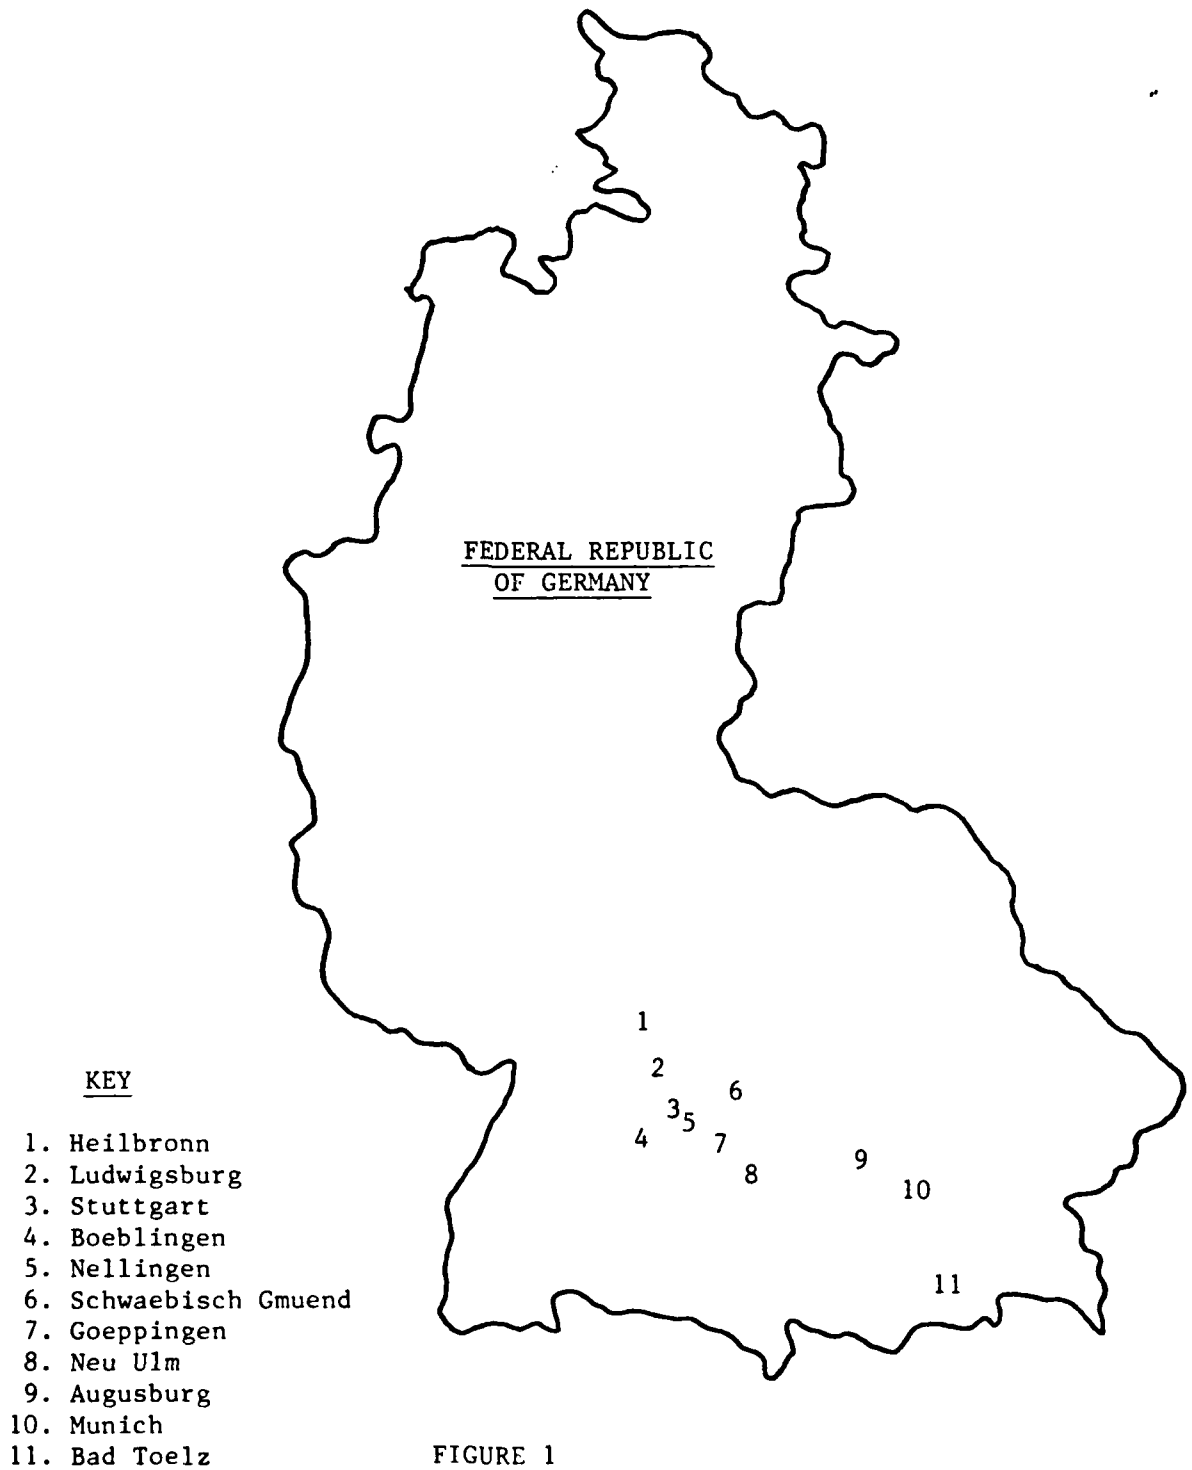 FEDERAL REPUBLIC
OF GERMANY
1
2
6
3
5
4
7
9
8
10
11
KEY
1. Heilbronn
2. Ludwigsburg
3. Stuttgart
4. Boeblingen
5. Nellingen
6. Schwaebisch Gmuend
7. Goeppingen
8. Neu Ulm
9. Augusburg
10. Munich
11. Bad Toelz
FIGURE 1